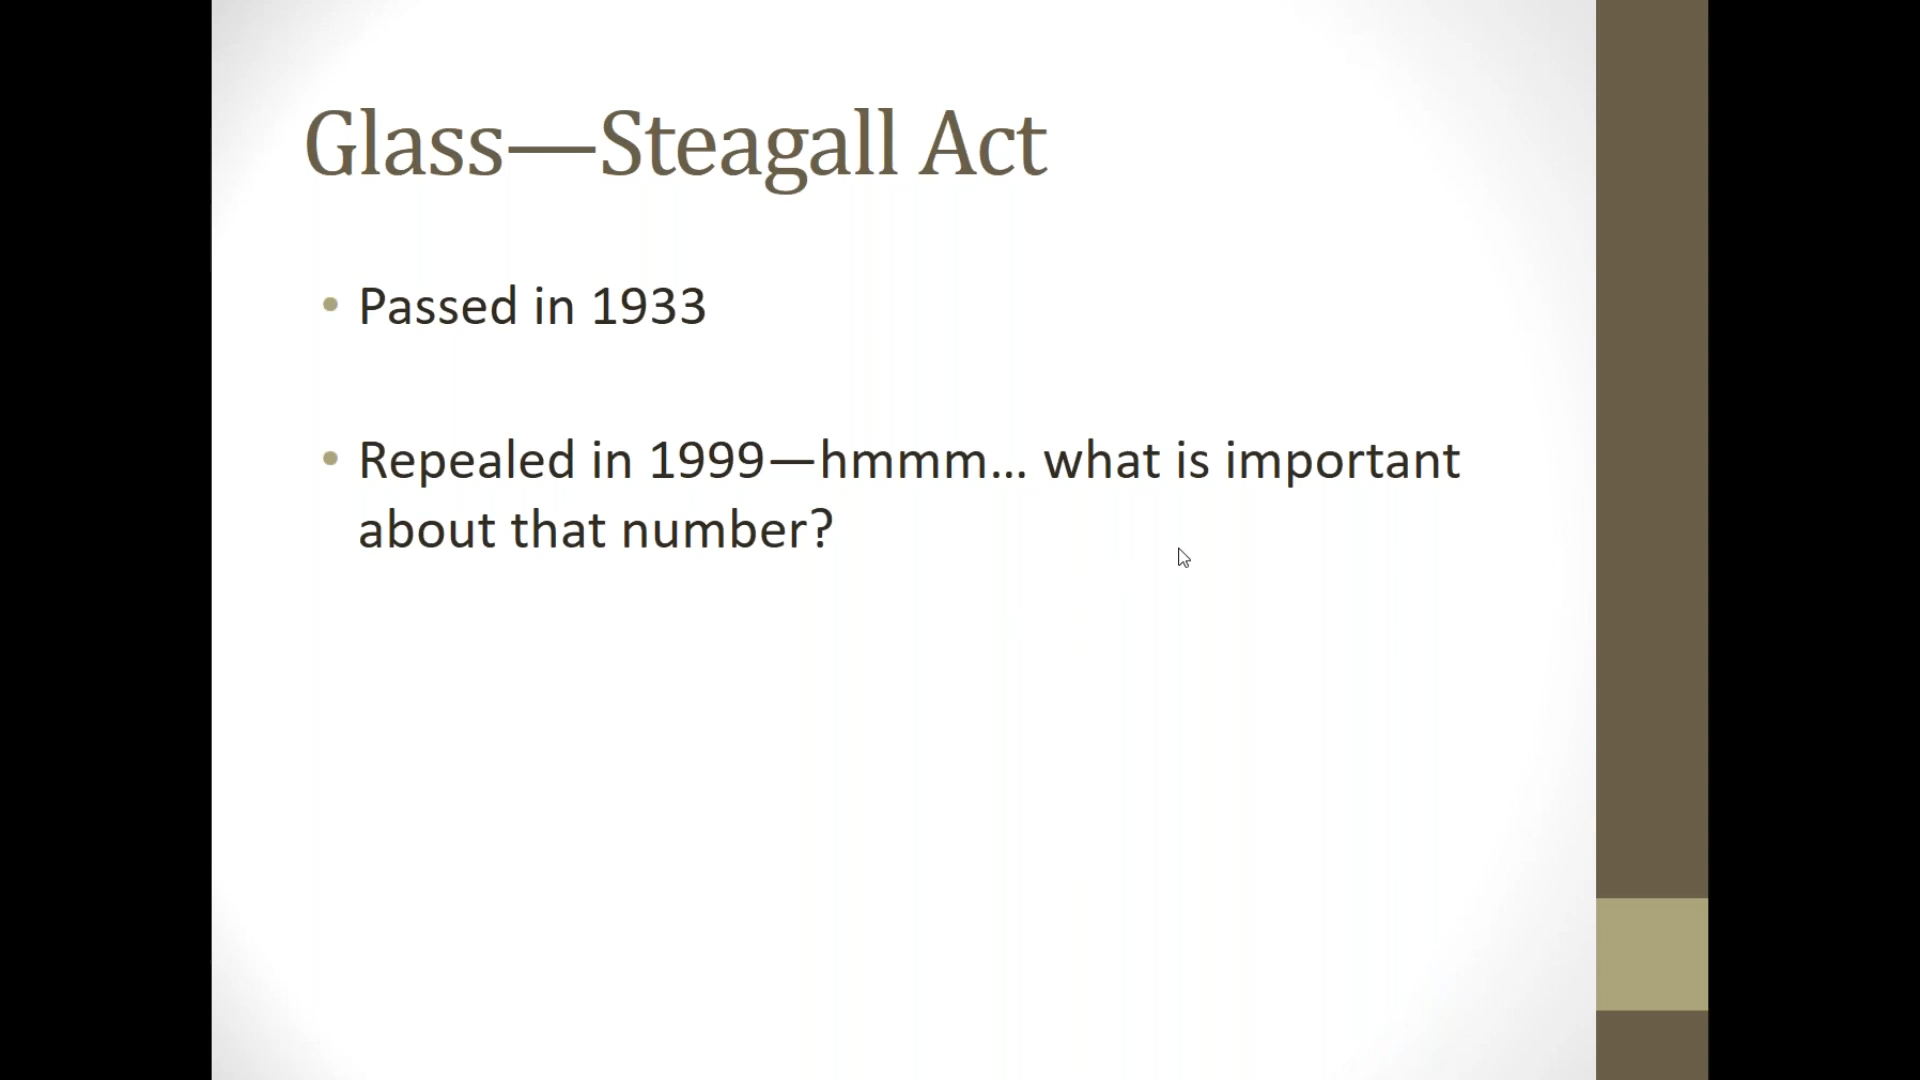 Glass—Steagall Act
• Passed in 1933
• Repealed in 1999—hmmm... what is important
about that number?